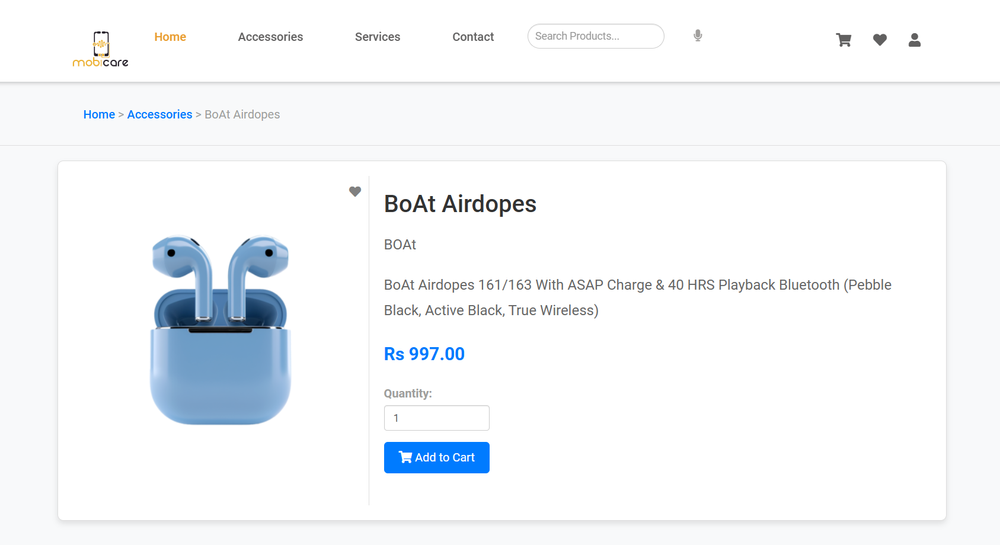 mobicare
Home
Accessories
Services
Contact
Search Products...
Home > Accessories > BoAt Airdopes
BoAt Airdopes
BOAt
BoAt Airdopes 161/163 With ASAP Charge & 40 HRS Playback Bluetooth (Pebble
Black, Active Black, True Wireless)
Rs 997.00
Quantity:
1
Add to Cart